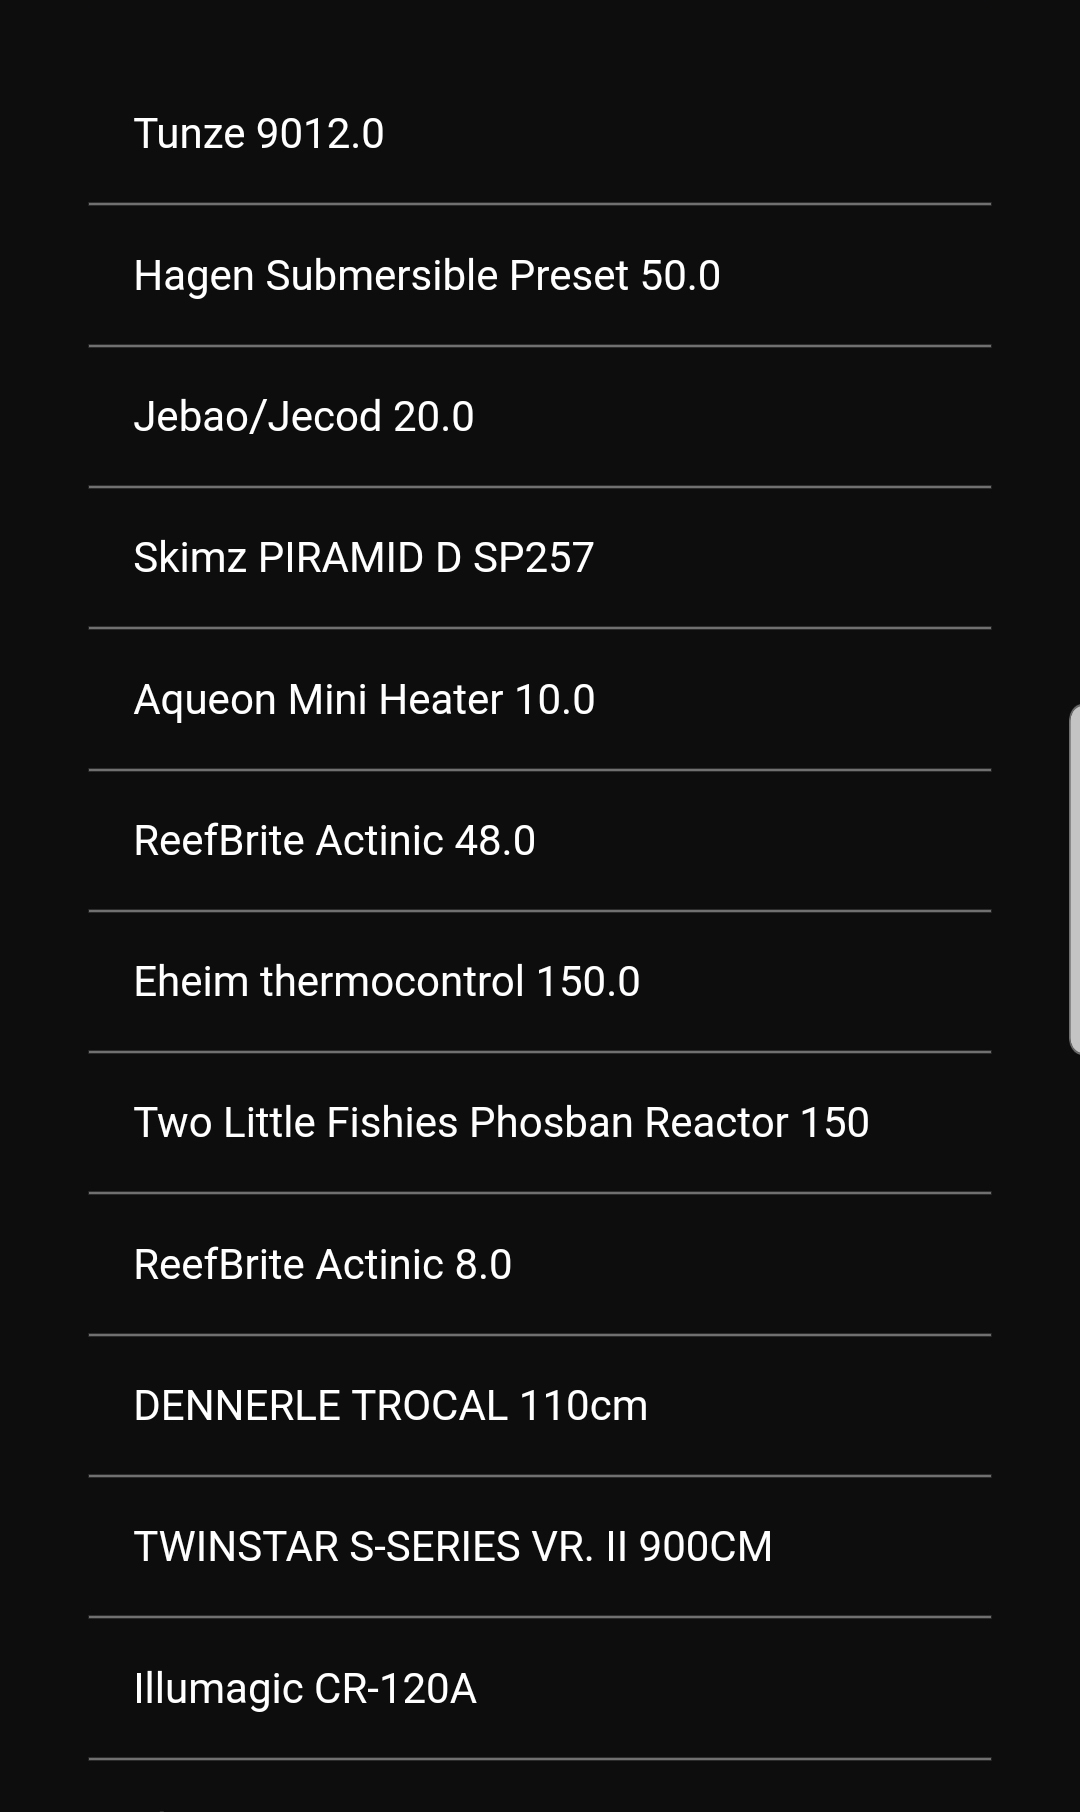 Tunze 9012.0
Hagen Submersible Preset 50.0
Jebao/Jecod 20.0
Skimz PIRAMID D SP257
Aqueon Mini Heater 10.0
ReefBrite Actinic 48.0
Eheim thermocontrol 150.0
Two Little Fishies Phosban Reactor 150
ReefBrite Actinic 8.0
DENNERLE TROCAL 110cm
TWINSTAR S-SERIES VR. II 900CM
Illumagic CR-120A